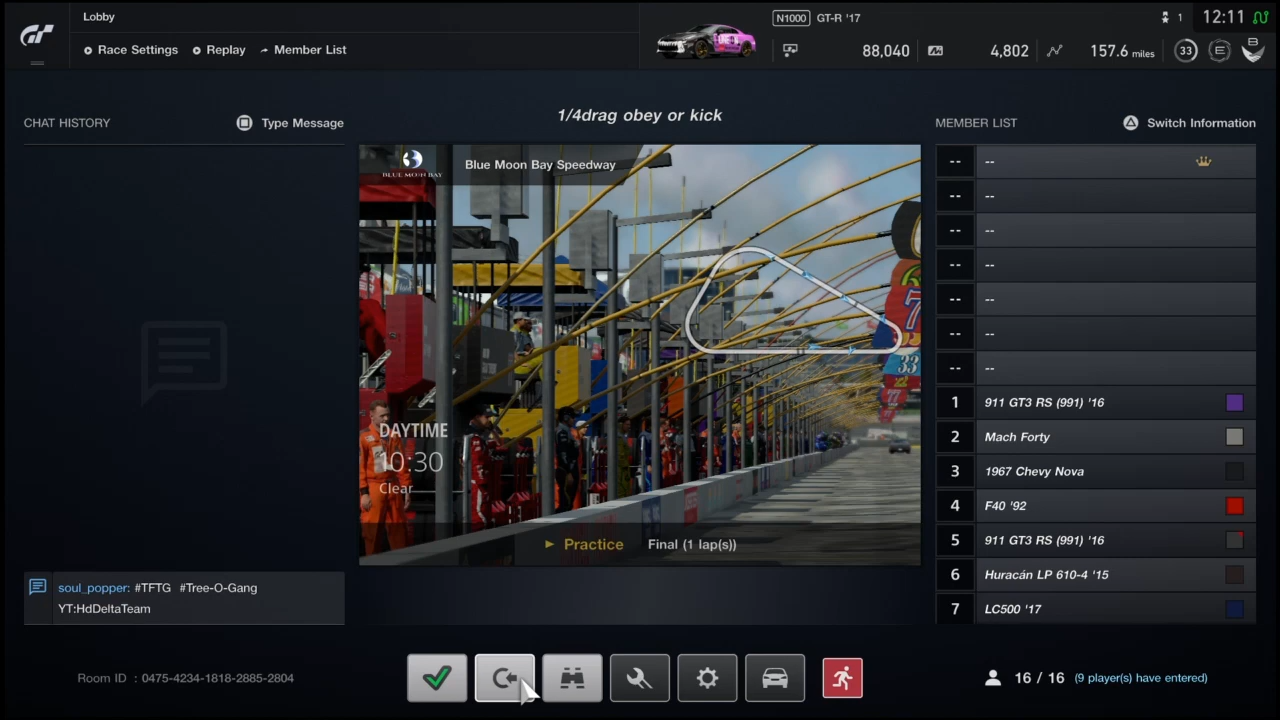 Lobby
N1000 GT-R '17
1 12:11
Race Settings Replay Member List
88,040 4,802 157.6 miles 33 E B
CHAT HISTORY Type Message
1/4drag obey or kick
MEMBER LIST Switch Information
BLUE MOON BAY
Blue Moon Bay Speedway
-- --
-- --
-- --
-- --
-- --
-- --
-- --
DAYTIME
10:30
Clear
Practice Final (1 lap(s))
1 911 GT3 RS (991) '16
2 Mach Forty
3 1967 Chevy Nova
4 F40 '92
5 911 GT3 RS (991) '16
6 Huracán LP 610-4 '15
7 LC500 '17
soul_popper: #TFTG #Tree-O-Gang
YT:HdDeltaTeam
Room ID : 0475-4234-1818-2885-2804
16 / 16 (9 player(s) have entered)